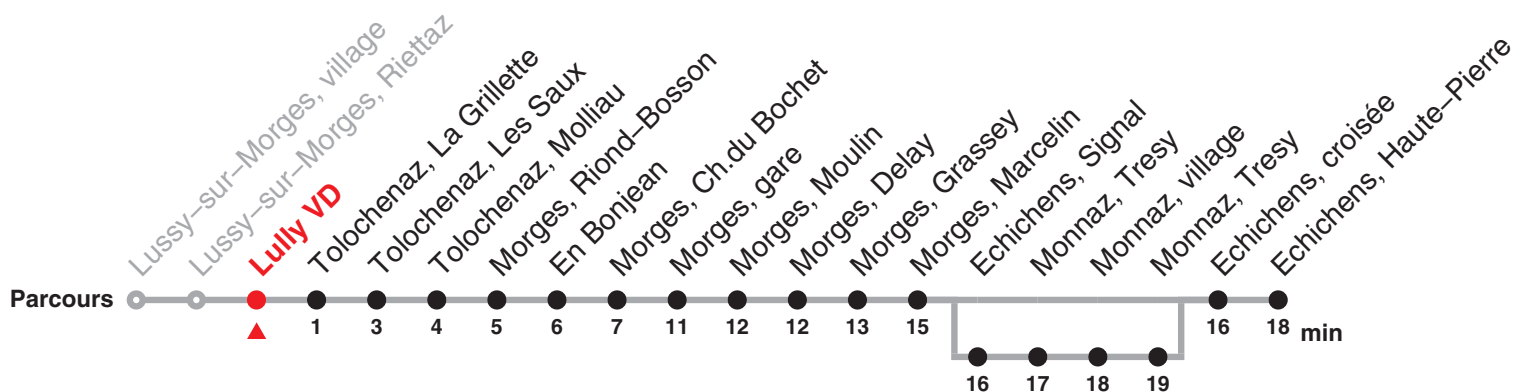 Lussy–sur–Morges, village
Lussy–sur–Morges, Riettaz
Lully VD
Tolochenaz, La Grillette
Tolochenaz, Les Saux
Tolochenaz, Molliau
Morges, Riond–Bosson
En Bonjean
Morges, Ch.du Bochet
Morges, gare
Morges, Moulin
Morges, Delay
Morges, Grassey
Morges, Marcelin
Echichens, Signal
Monnaz, Tresy
Monnaz, village
Monnaz, Tresy
Echichens, croisée
Echichens, Haute–Pierre
Parcours
1 3 4 5 6 7 11 12 12 13 15 16 18 min
16 17 18 19